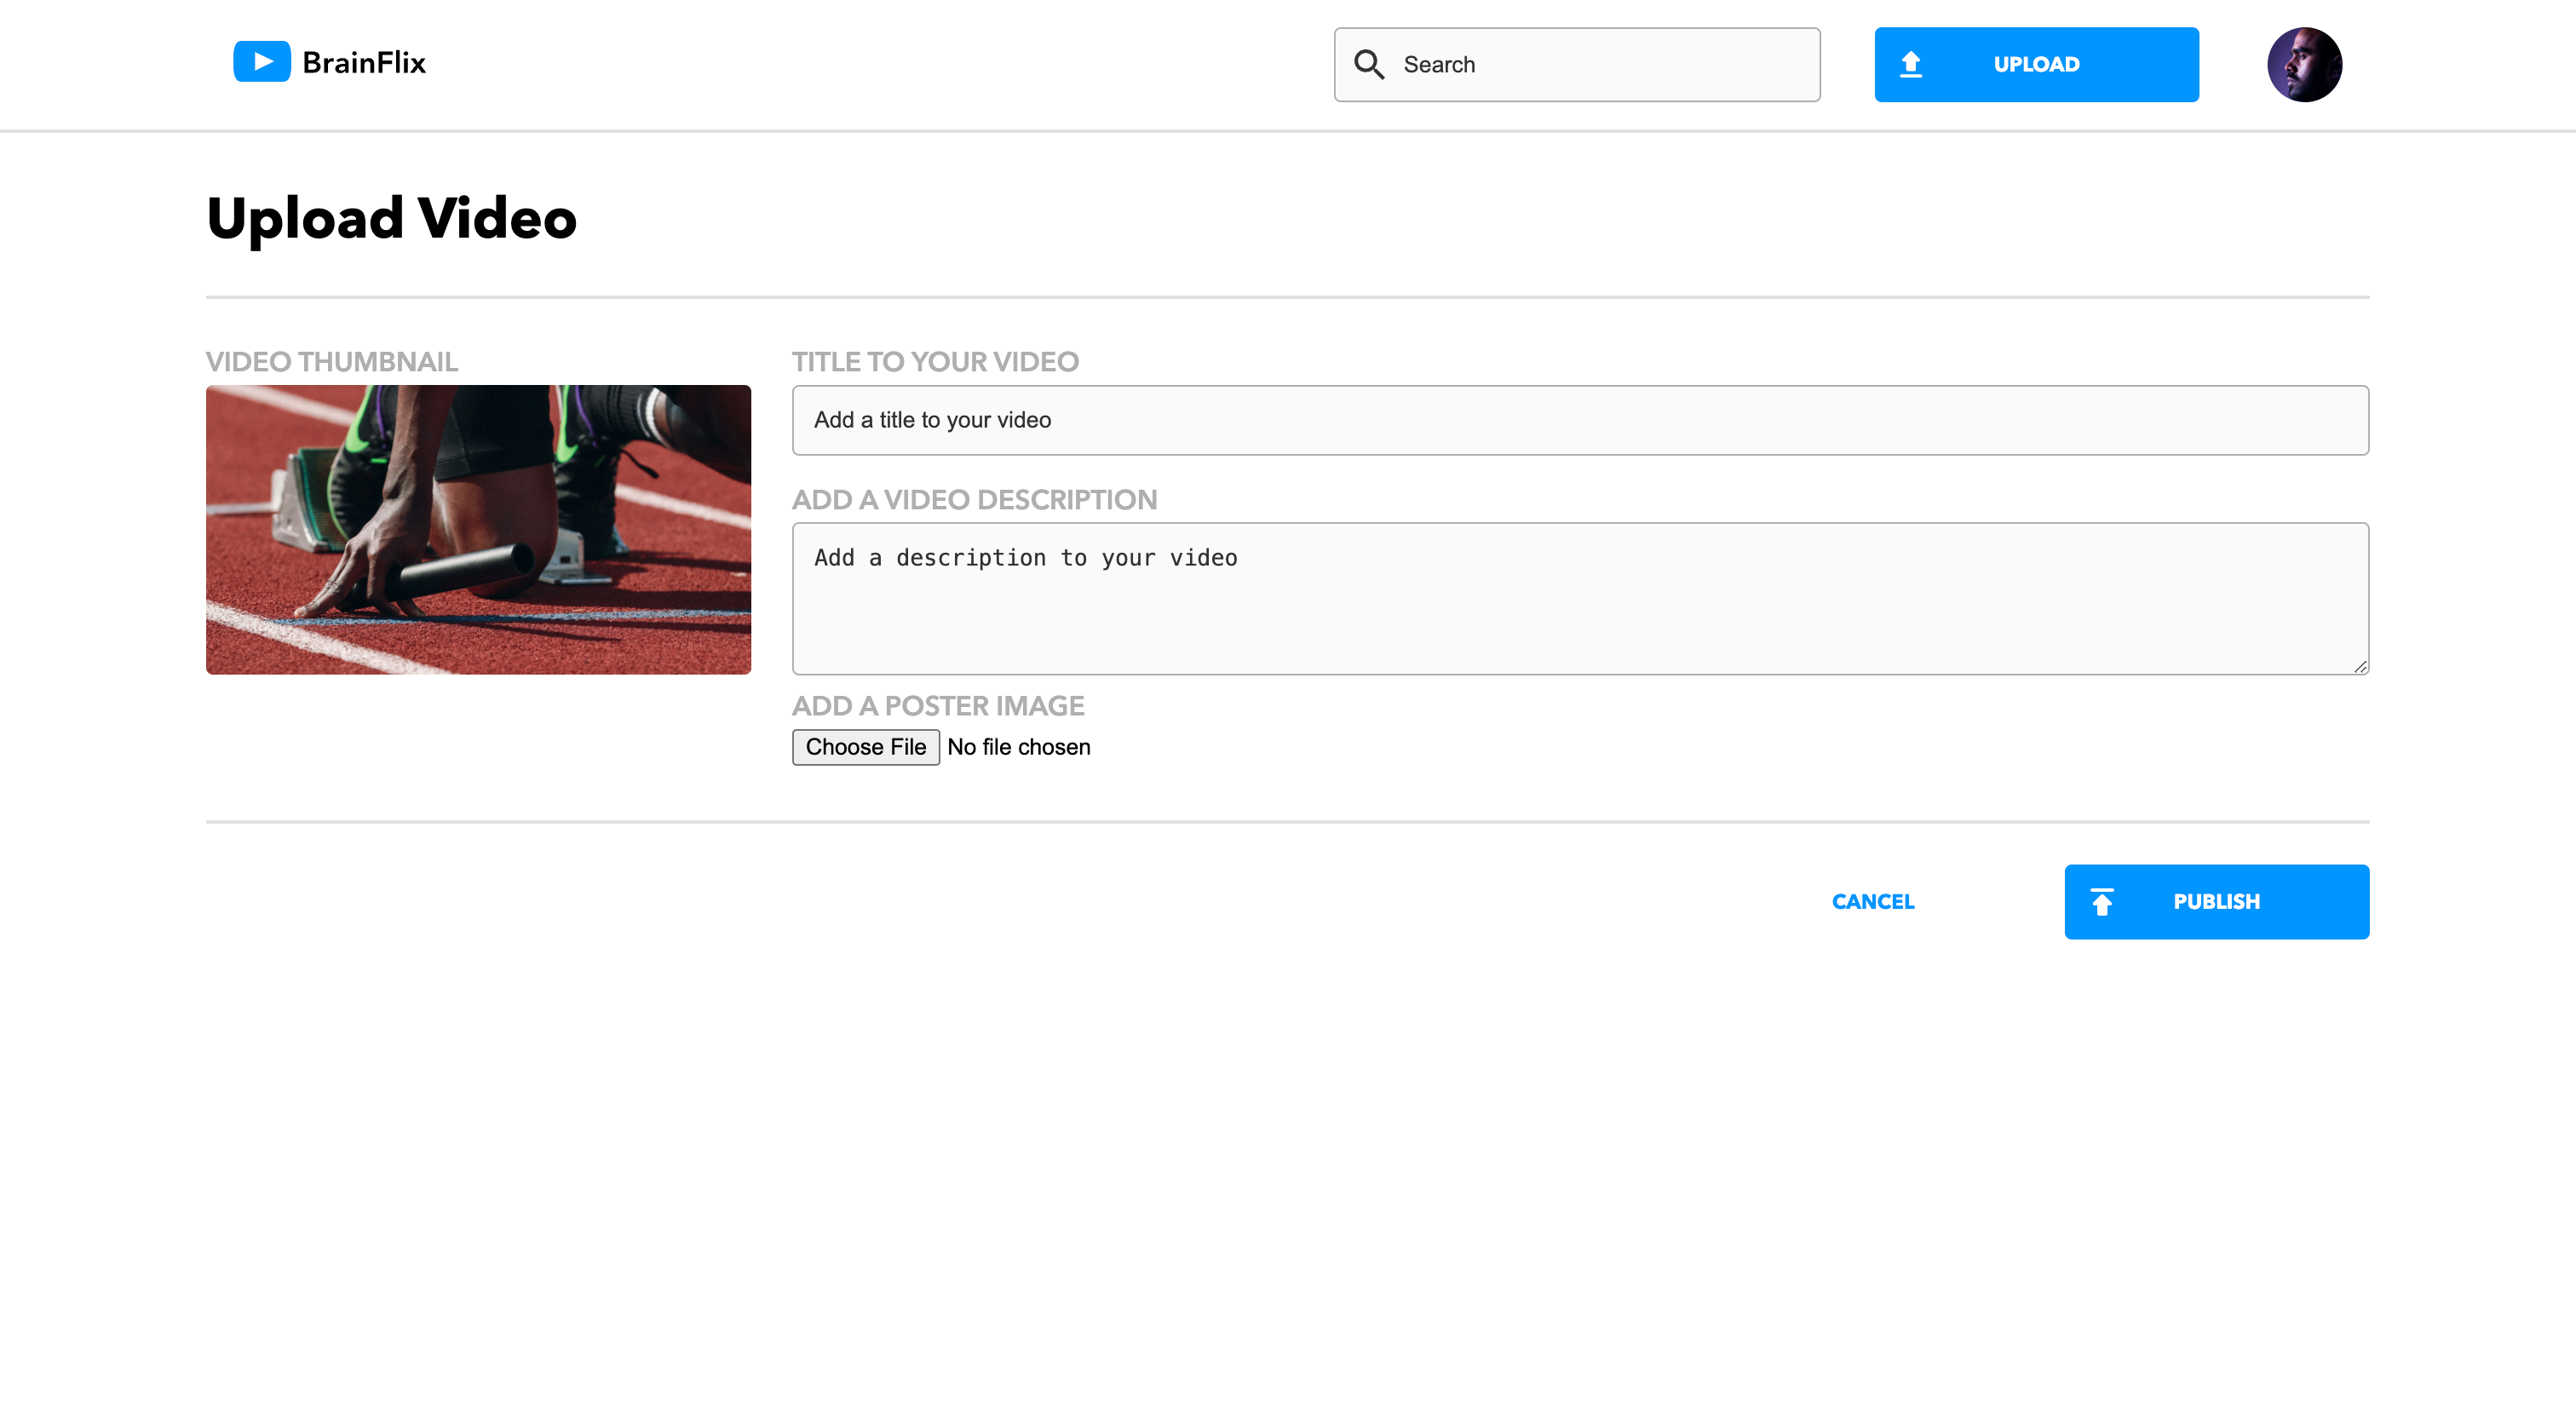 BrainFlix
Search
UPLOAD
Upload Video
VIDEO THUMBNAIL
TITLE TO YOUR VIDEO
Add a title to your video
ADD A VIDEO DESCRIPTION
Add a description to your video
ADD A POSTER IMAGE
Choose File No file chosen
CANCEL
PUBLISH